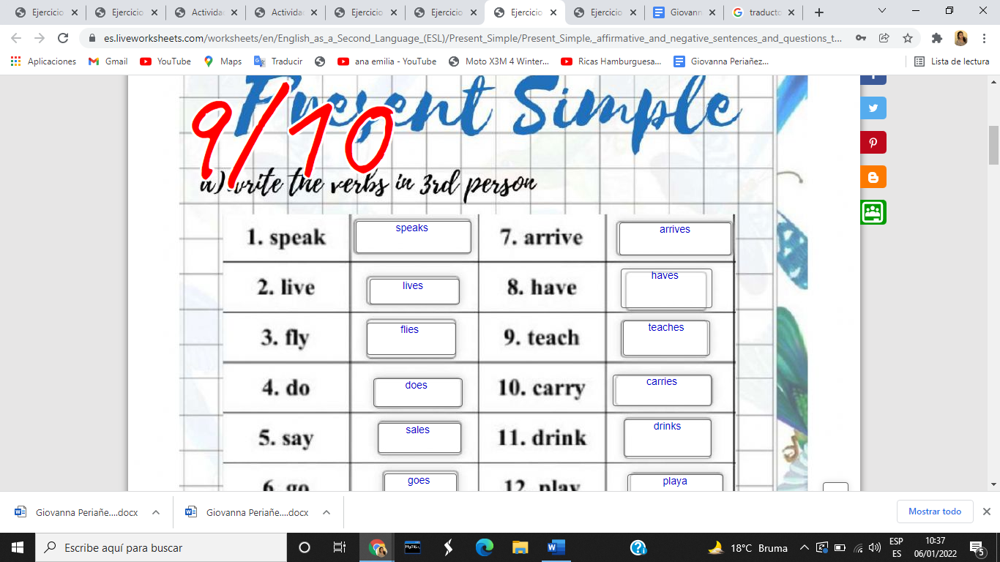 Ejercicio
Ejercicio
Actividad
Actividad
Ejercicio
Ejercicio
Ejercicio
Ejercicio
Giovann
traducto
es.liveworksheets.com/worksheets/en/English_as_a_Second_Language_(ESL)/Present_Simple/Present_Simple,_affirmative_and_negative_sentences_and_questions_t...
Aplicaciones
Gmail
YouTube
Maps
Traducir
ana emilia - YouTube
Moto X3M 4 Winter...
Ricas Hamburguesa...
Giovanna Periañez...
Lista de lectura
Present Simple
9/10
a) write the verbs in 3rd person
1. speak speaks 7. arrive arrives
2. live lives 8. have haves
3. fly flies 9. teach teaches
4. do does 10. carry carries
5. say sales 11. drink drinks
6. go goes 12. play playa
Giovanna Periañe....docx
Giovanna Periañe....docx
Mostrar todo
Escribe aquí para buscar
MySQL
18°C Bruma
ESP
ES
10:37
06/01/2022
5